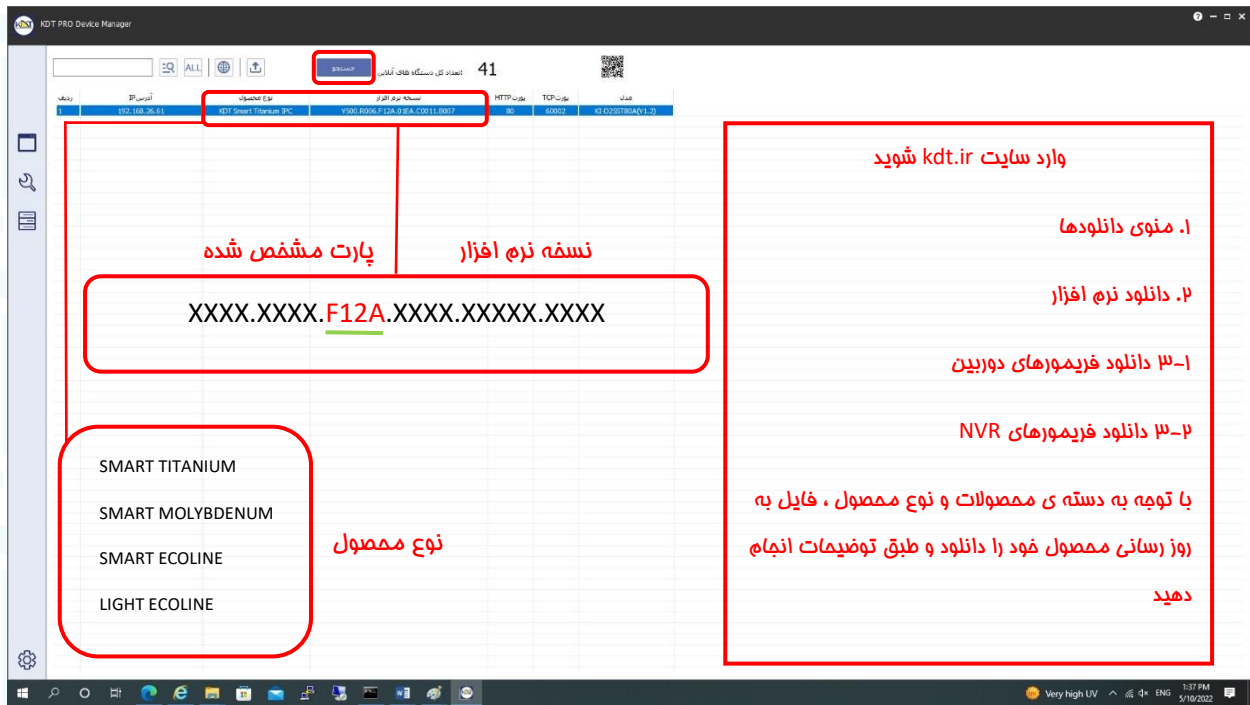 KDT PRO Device Manager
ALL
جستجو
تعداد کل دستگاه های آنلاین:
41
ردیف
آدرس IP
نوع محصول
نسخه نرم افزار
پورت HTTP
پورت TCP
مدل
1
192.168.26.61
KDT Smart Titanium IPC
V500.R006.F12A.01EA.C0011.B007
80
60002
KI-D25ST80A(V1.2)
نسخه نرم افزار
پارت مشخص شده
XXXX.XXXX.F12A.XXXX.XXXXX.XXXX
SMART TITANIUM
SMART MOLYBDENUM
SMART ECOLINE
LIGHT ECOLINE
نوع محصول
وارد سایت kdt.ir شوید
۱. منوی دانلودها
۲. دانلود نرم افزار
۳-۱ دانلود فریمورهای دوربین
۳-۲ دانلود فریمورهای NVR
با توجه به دسته ی محصولات و نوع محصول ، فایل به
روز رسانی محصول خود را دانلود و طبق توضیحات انجام
دهید
Very high UV
ENG
1:37 PM
5/10/2022